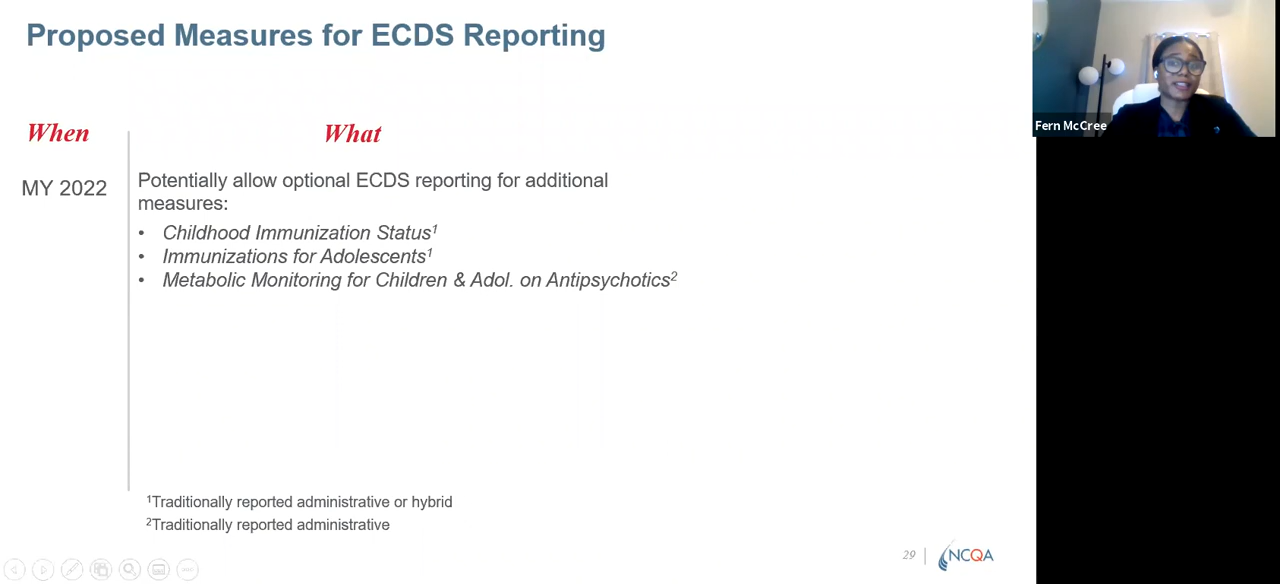 Proposed Measures for ECDS Reporting
Fern McCree
When
What
MY 2022
Potentially allow optional ECDS reporting for additional
measures:
• Childhood Immunization Status¹
• Immunizations for Adolescents¹
• Metabolic Monitoring for Children & Adol. on Antipsychotics²
¹Traditionally reported administrative or hybrid
²Traditionally reported administrative
29
NCQA